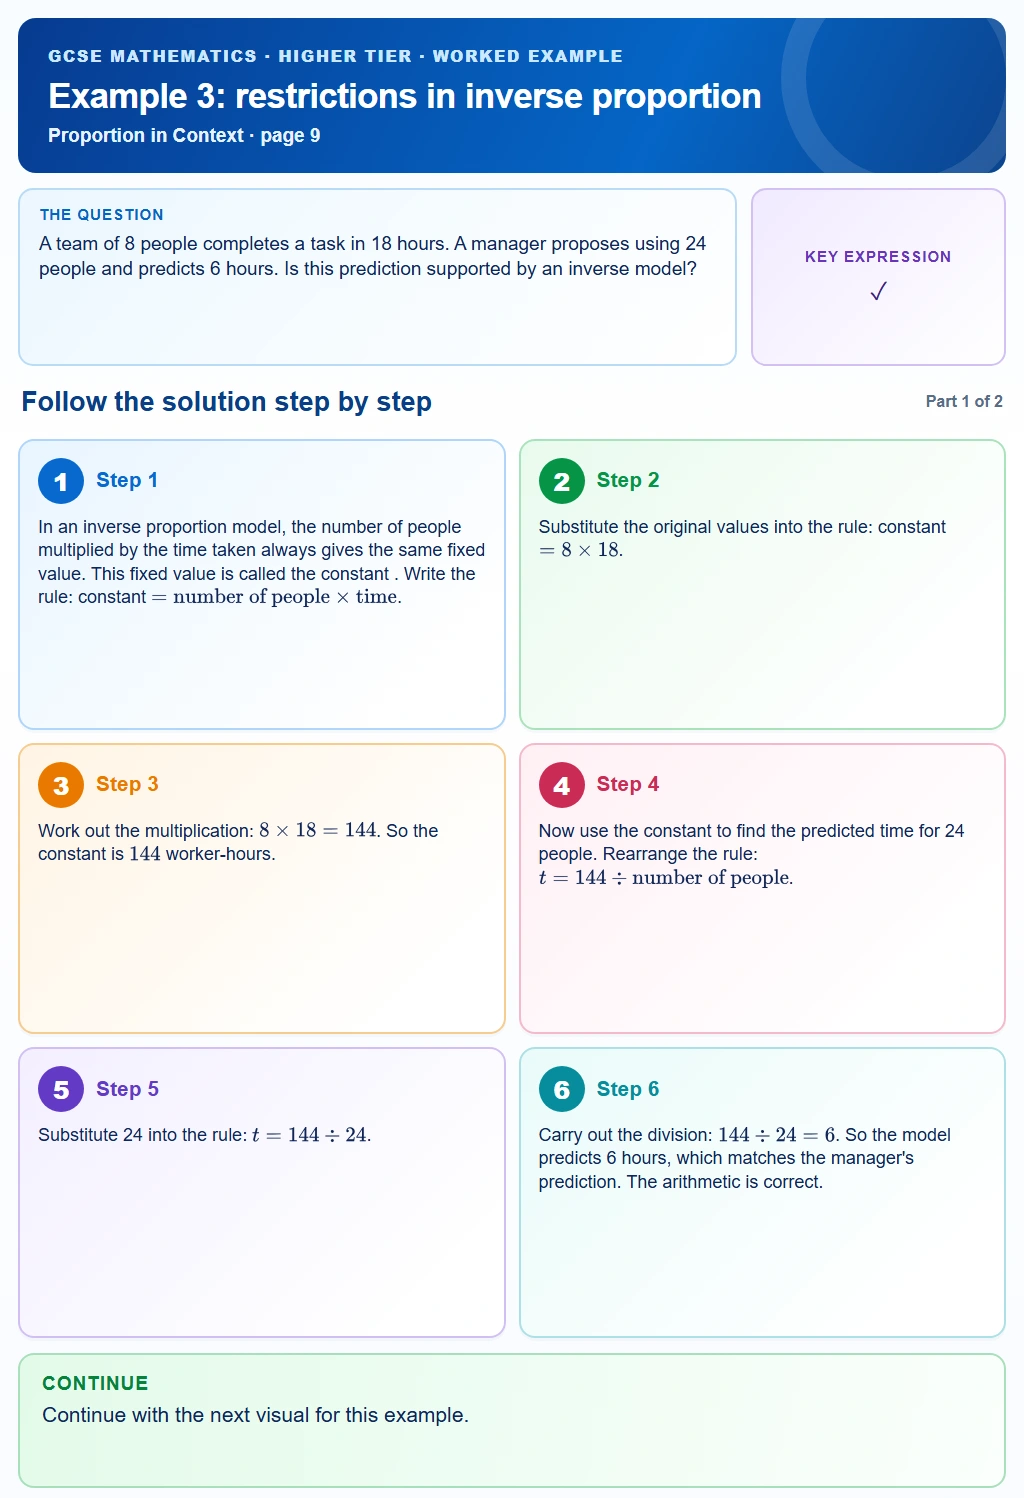 GCSE MATHEMATICS · HIGHER TIER · WORKED EXAMPLE
Example 3: restrictions in inverse proportion
Proportion in Context · page 9
THE QUESTION
A team of 8 people completes a task in 18 hours. A manager proposes using 24
people and predicts 6 hours. Is this prediction supported by an inverse model?
KEY EXPRESSION
✓
Follow the solution step by step
Part 1 of 2
1 Step 1
In an inverse proportion model, the number of people
multiplied by the time taken always gives the same fixed
value. This fixed value is called the constant . Write the
rule: constant = number of people × time.
2 Step 2
Substitute the original values into the rule: constant
= 8 × 18.
3 Step 3
Work out the multiplication: 8 × 18 = 144. So the
constant is 144 worker-hours.
4 Step 4
Now use the constant to find the predicted time for 24
people. Rearrange the rule:
t = 144 ÷ number of people.
5 Step 5
Substitute 24 into the rule: t = 144 ÷ 24.
6 Step 6
Carry out the division: 144 ÷ 24 = 6. So the model
predicts 6 hours, which matches the manager's
prediction. The arithmetic is correct.
CONTINUE
Continue with the next visual for this example.